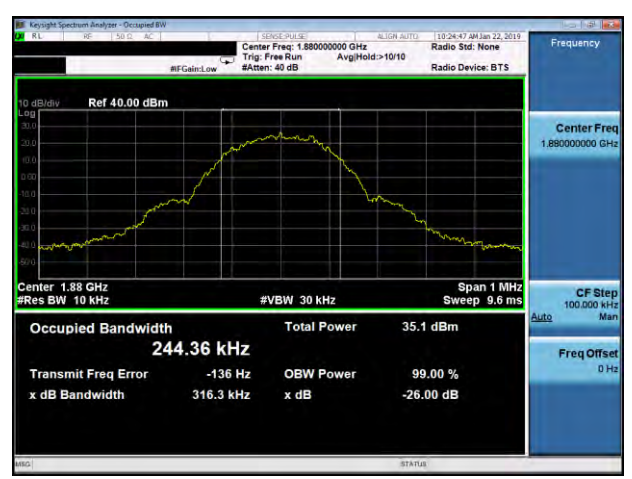 Keysight Spectrum Analyzer - Occupied BW
RL RF 50 Ω AC SENSE:PULSE ALIGN AUTO 10:24:47 AM Jan 22, 2019
Center Freq: 1.880000000 GHz Radio Std: None
Trig: Free Run Avg|Hold:>10/10
#IFGain:Low #Atten: 40 dB Radio Device: BTS
10 dB/div Ref 40.00 dBm
Log
30.0
20.0
10.0
0.00
-10.0
-20.0
-30.0
-40.0
-50.0
Center 1.88 GHz Span 1 MHz
#Res BW 10 kHz #VBW 30 kHz Sweep 9.6 ms
Occupied Bandwidth Total Power 35.1 dBm
244.36 kHz
Transmit Freq Error -136 Hz OBW Power 99.00 %
x dB Bandwidth 316.3 kHz x dB -26.00 dB
MSG STATUS
Frequency
Center Freq
1.880000000 GHz
CF Step
100.000 kHz
Auto Man
Freq Offset
0 Hz